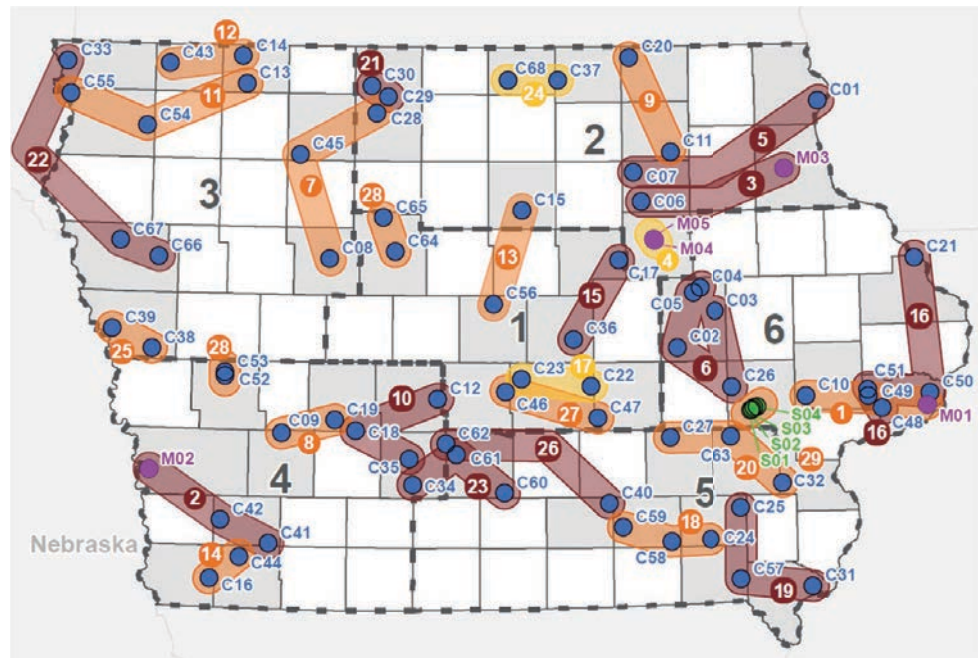 12
C33
C43
C14
21
C30
C68
C37
C20
C55
C13
C29
24
C01
11
C54
C28
9
2
5
C45
C11
M03
22
C07
3
3
7
28
C65
C15
C06
C67
C66
C08
C64
13
C17
M05
M04
4
C21
C56
15
C05
C04
C03
6
C39
C38
25
1
C36
C02
16
28
C53
C52
C23
17
C22
6
C26
C51
C50
C10
C49
10
C12
C46
27
C47
1
M01
C09
C19
8
C18
S04
S03
S02
S01
C48
16
C62
26
C27
C63
29
M02
4
C35
C61
20
C34
23
C60
5
C32
2
C42
C40
C59
18
C25
Nebraska
C41
14
C44
C58
C24
C16
C57
C31
19